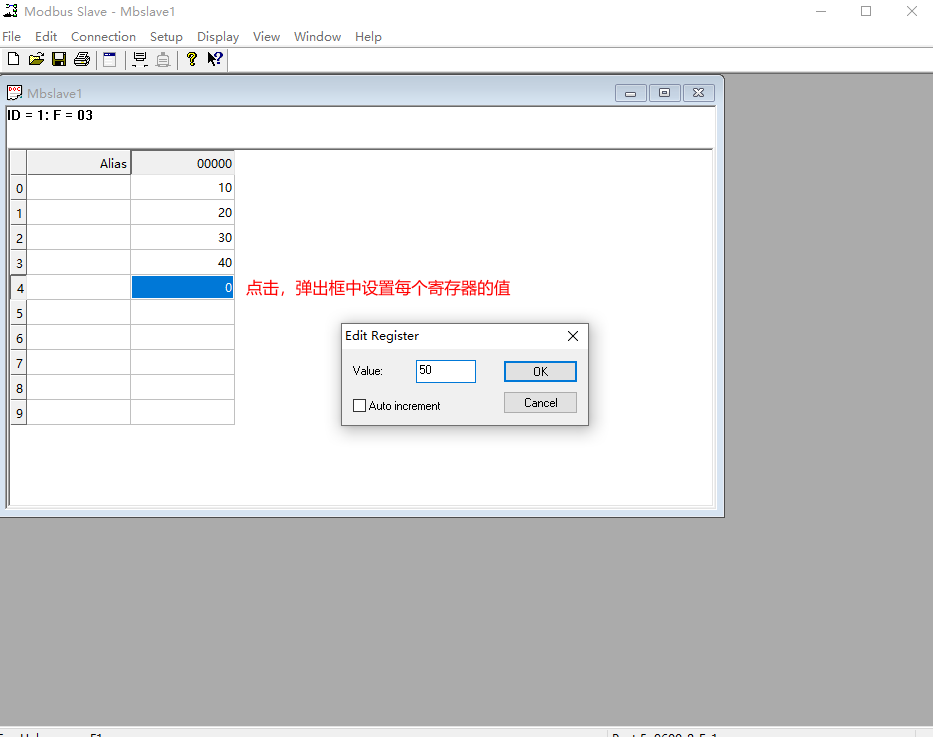 Modbus Slave - Mbslave1
File Edit Connection Setup Display View Window Help
Mbslave1
ID = 1: F = 03
Alias 00000
0 10
1 20
2 30
3 40
4 0 点击，弹出框中设置每个寄存器的值
5
6
7
8
9
Edit Register
Value: 50 OK
Auto increment Cancel